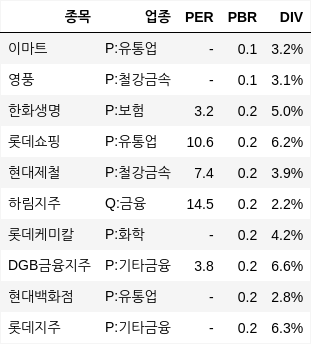 종목 업종 PER PBR DIV
이마트 P:유통업 - 0.1 3.2%
영풍 P:철강금속 - 0.1 3.1%
한화생명 P:보험 3.2 0.2 5.0%
롯데쇼핑 P:유통업 10.6 0.2 6.2%
현대제철 P:철강금속 7.4 0.2 3.9%
하림지주 Q:금융 14.5 0.2 2.2%
롯데케미칼 P:화학 - 0.2 4.2%
DGB금융지주 P:기타금융 3.8 0.2 6.6%
현대백화점 P:유통업 - 0.2 2.8%
롯데지주 P:기타금융 - 0.2 6.3%